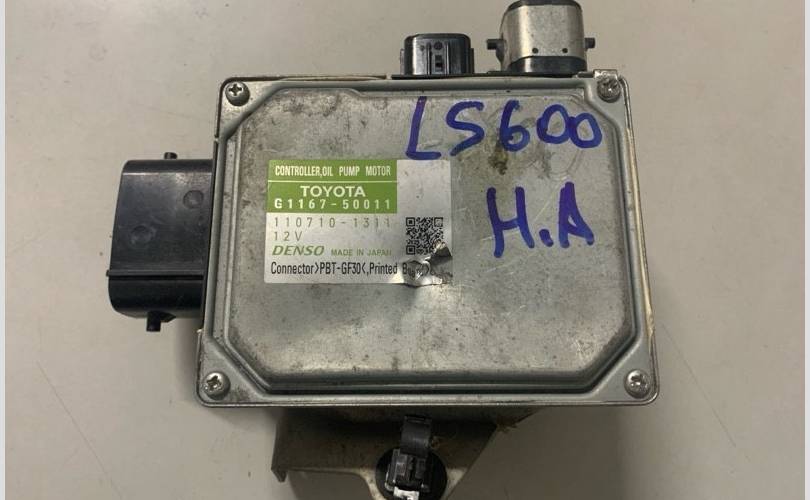 LS600
H.A
CONTROLLER,OIL PUMP MOTOR
TOYOTA
G1167-50011
110710-1311
12V
DENSO MADE IN JAPAN
Connector>PBT-GF30<,Printed